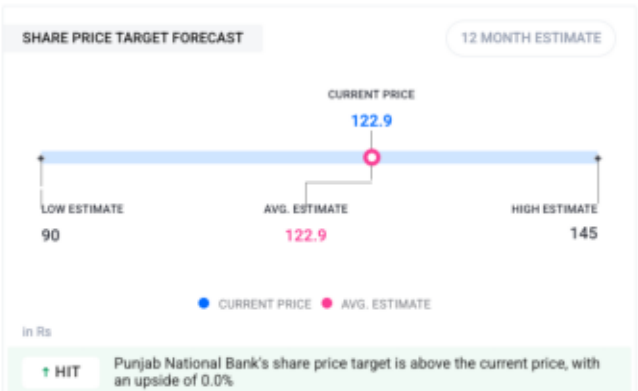 SHARE PRICE TARGET FORECAST
12 MONTH ESTIMATE
CURRENT PRICE
122.9
LOW ESTIMATE
AVG. ESTIMATE
HIGH ESTIMATE
90
122.9
145
CURRENT PRICE
AVG. ESTIMATE
in Rs
↑ HIT
Punjab National Bank's share price target is above the current price, with
an upside of 0.0%